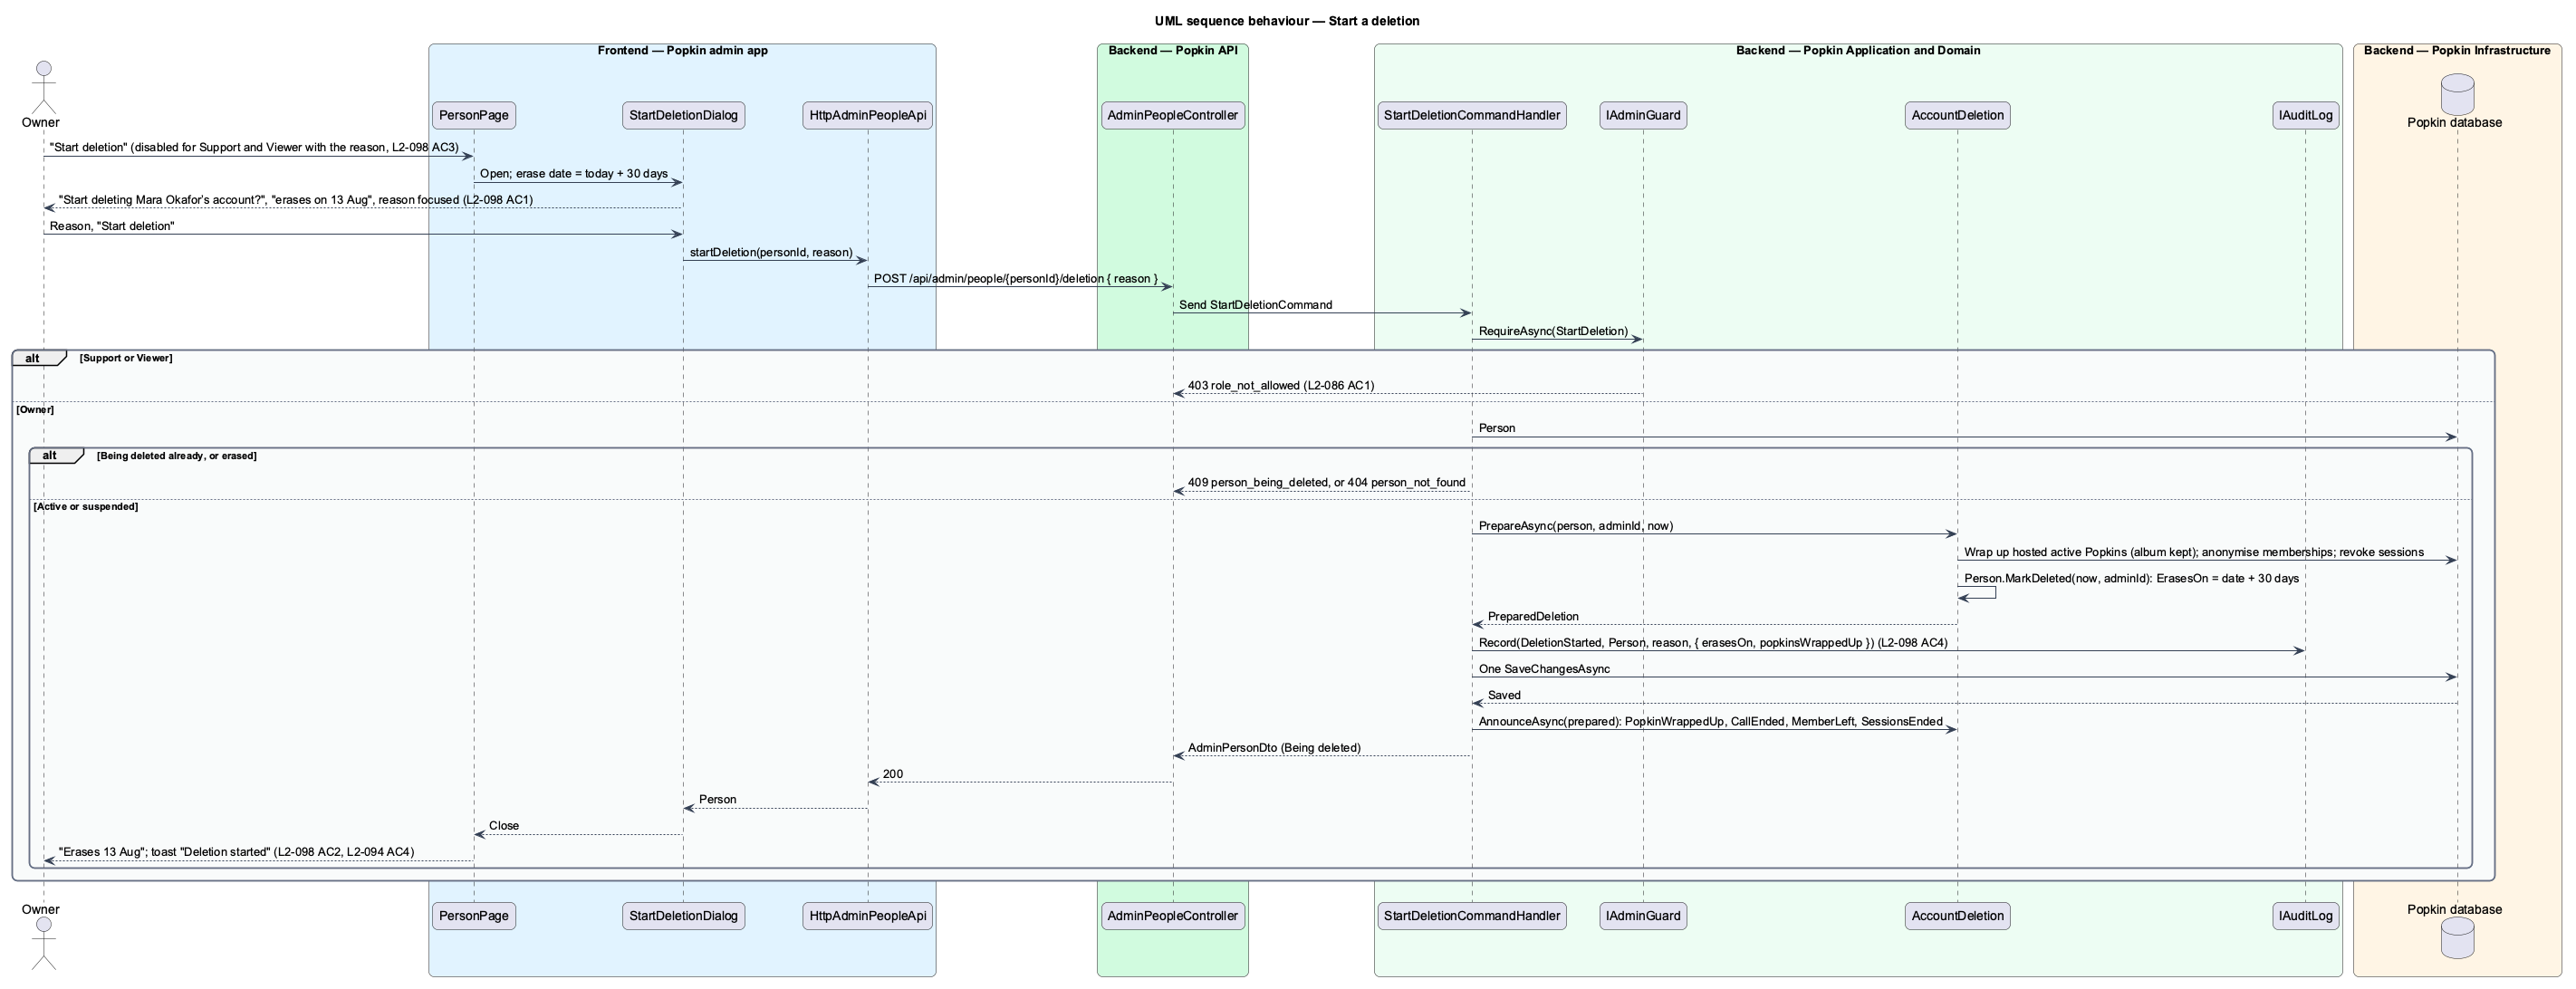 UML sequence behaviour — Start a deletion
Frontend — Popkin admin app
Backend — Popkin API
Backend — Popkin Application and Domain
Backend — Popkin Infrastructure
Owner
PersonPage
StartDeletionDialog
HttpAdminPeopleApi
AdminPeopleController
StartDeletionCommandHandler
IAdminGuard
AccountDeletion
IAuditLog
Popkin database
"Start deletion" (disabled for Support and Viewer with the reason, L2-098 AC3)
Open; erase date = today + 30 days
"Start deleting Mara Okafor's account?", "erases on 13 Aug", reason focused (L2-098 AC1)
Reason, "Start deletion"
startDeletion(personId, reason)
POST /api/admin/people/{personId}/deletion { reason }
Send StartDeletionCommand
RequireAsync(StartDeletion)
alt [Support or Viewer]
403 role_not_allowed (L2-086 AC1)
[Owner]
Person
alt [Being deleted already, or erased]
409 person_being_deleted, or 404 person_not_found
[Active or suspended]
PrepareAsync(person, adminId, now)
Wrap up hosted active Popkins (album kept); anonymise memberships; revoke sessions
Person.MarkDeleted(now, adminId): ErasesOn = date + 30 days
PreparedDeletion
Record(DeletionStarted, Person, reason, { erasesOn, popkinsWrappedUp }) (L2-098 AC4)
One SaveChangesAsync
Saved
AnnounceAsync(prepared): PopkinWrappedUp, CallEnded, MemberLeft, SessionsEnded
AdminPersonDto (Being deleted)
200
Person
Close
"Erases 13 Aug"; toast "Deletion started" (L2-098 AC2, L2-094 AC4)
Owner
PersonPage
StartDeletionDialog
HttpAdminPeopleApi
AdminPeopleController
StartDeletionCommandHandler
IAdminGuard
AccountDeletion
IAuditLog
Popkin database